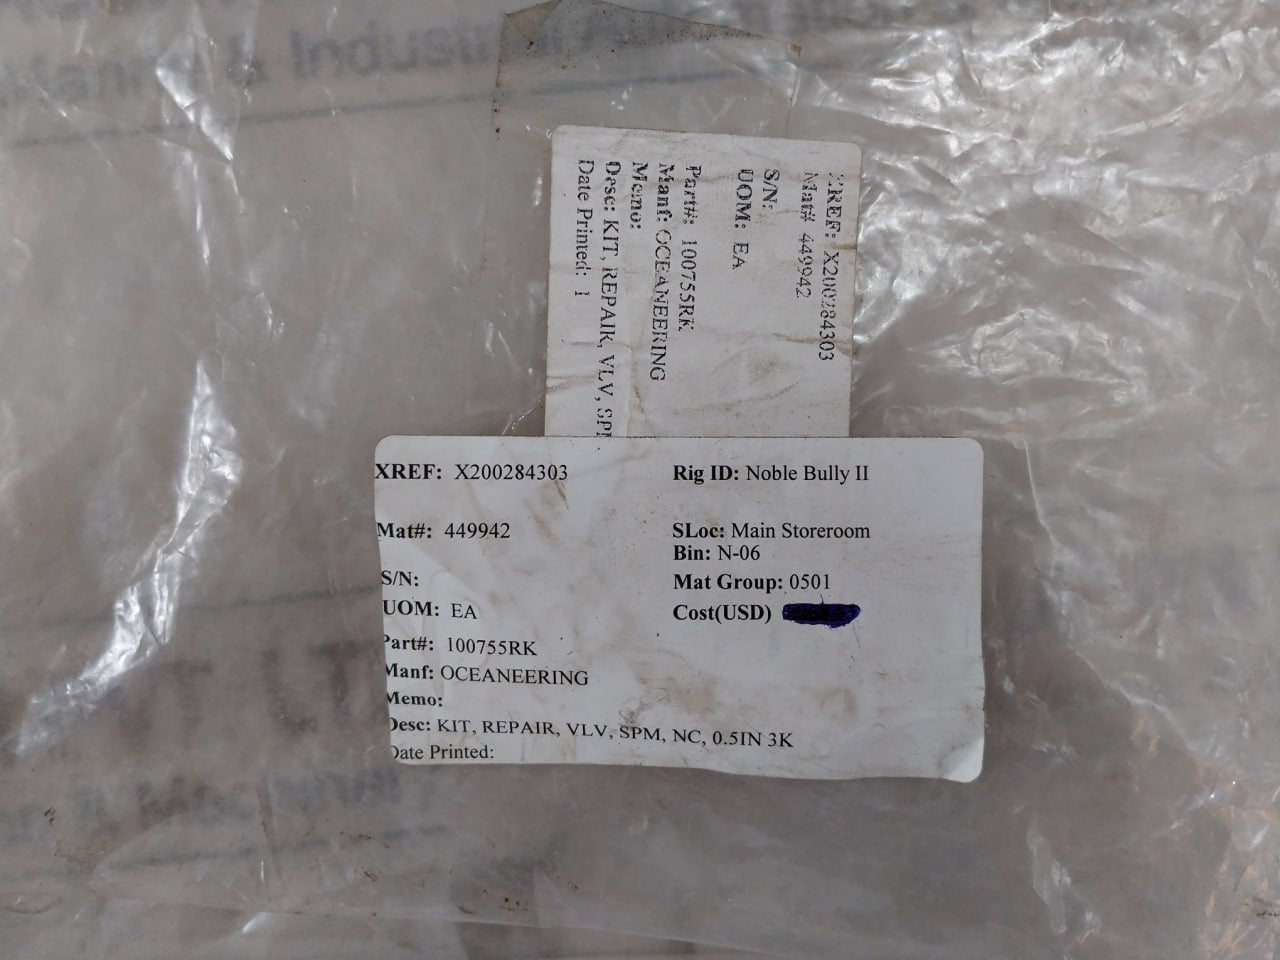 XREF: X200284303
Mat# 449942
S/N:
UOM: EA
Part#: 100755RK
Manf: OCEANEERING
Memo:
Desc: KIT, REPAIR, VLV, SPM
Date Printed: 1
XREF: X200284303
Rig ID: Noble Bully II
Mat#: 449942
SLoc: Main Storeroom
Bin: N-06
S/N:
Mat Group: 0501
UOM: EA
Cost(USD)
Part#: 100755RK
Manf: OCEANEERING
Memo:
Desc: KIT, REPAIR, VLV, SPM, NC, 0.5IN 3K
Date Printed: